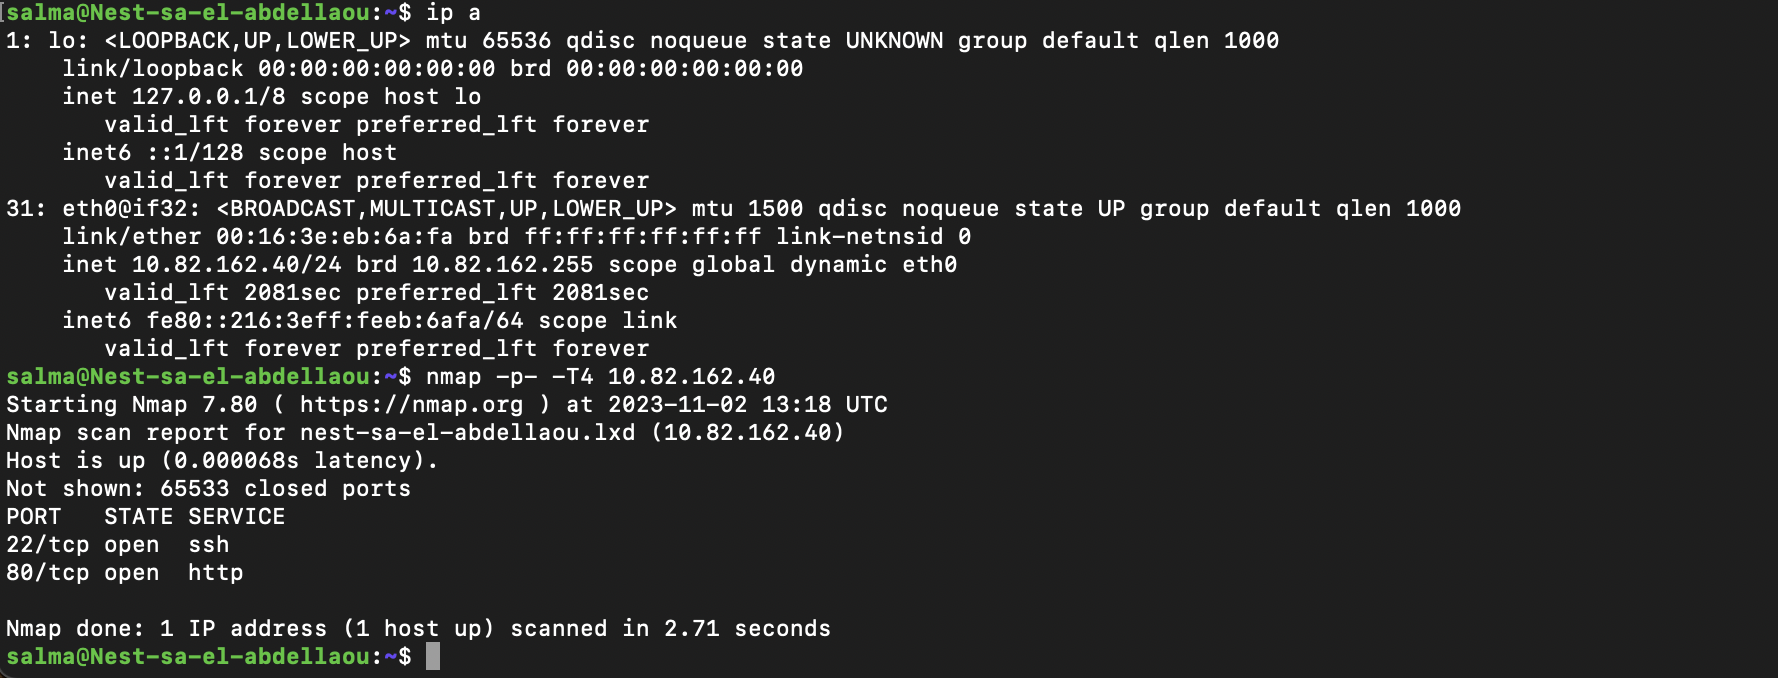 salma@Nest-sa-el-abdellaou:~$ ip a
1: lo: <LOOPBACK,UP,LOWER_UP> mtu 65536 qdisc noqueue state UNKNOWN group default qlen 1000
    link/loopback 00:00:00:00:00:00 brd 00:00:00:00:00:00
    inet 127.0.0.1/8 scope host lo
       valid_lft forever preferred_lft forever
    inet6 ::1/128 scope host
       valid_lft forever preferred_lft forever
31: eth0@if32: <BROADCAST,MULTICAST,UP,LOWER_UP> mtu 1500 qdisc noqueue state UP group default qlen 1000
    link/ether 00:16:3e:eb:6a:fa brd ff:ff:ff:ff:ff:ff link-netnsid 0
    inet 10.82.162.40/24 brd 10.82.162.255 scope global dynamic eth0
       valid_lft 2081sec preferred_lft 2081sec
    inet6 fe80::216:3eff:feeb:6afa/64 scope link
       valid_lft forever preferred_lft forever
salma@Nest-sa-el-abdellaou:~$ nmap -p- -T4 10.82.162.40
Starting Nmap 7.80 ( https://nmap.org ) at 2023-11-02 13:18 UTC
Nmap scan report for nest-sa-el-abdellaou.lxd (10.82.162.40)
Host is up (0.000068s latency).
Not shown: 65533 closed ports
PORT   STATE SERVICE
22/tcp open  ssh
80/tcp open  http

Nmap done: 1 IP address (1 host up) scanned in 2.71 seconds
salma@Nest-sa-el-abdellaou:~$